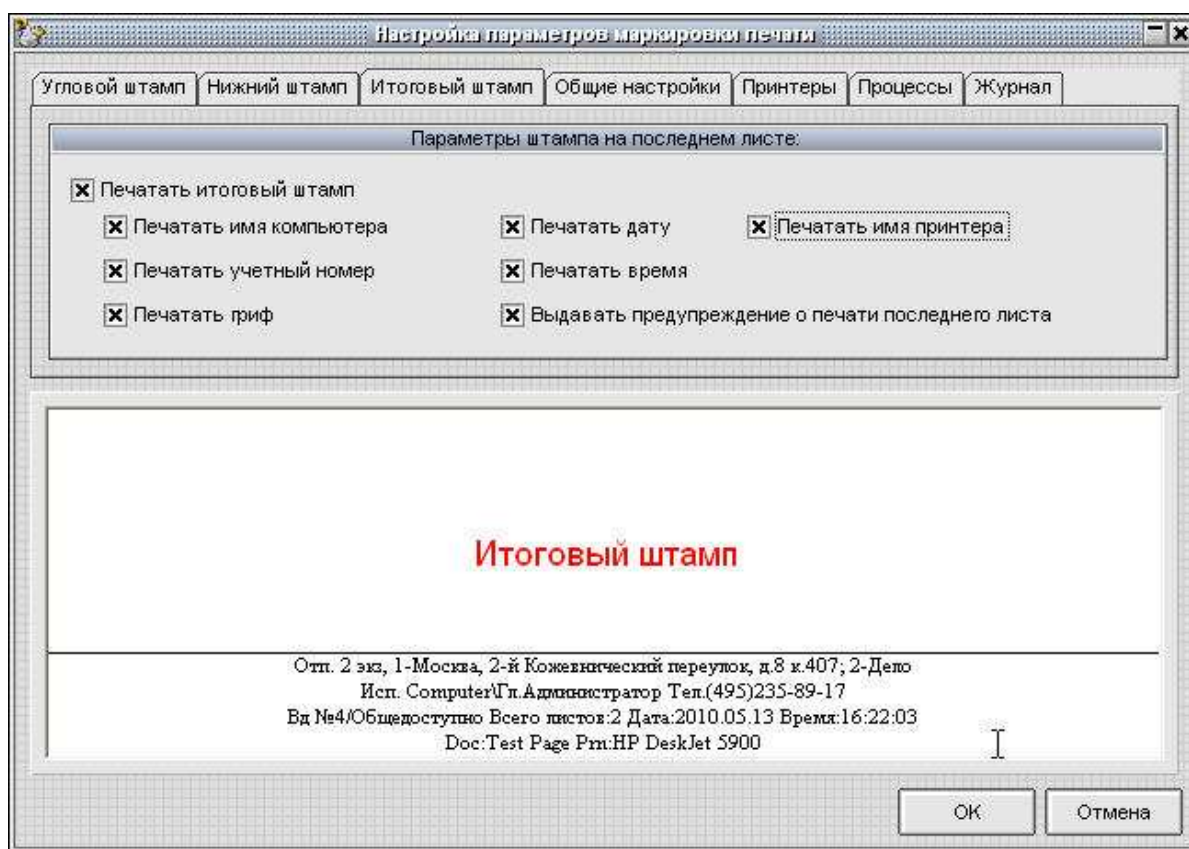 Настройка параметров маркировки печати
Угловой штамп Нижний штамп Итоговый штамп Общие настройки Принтеры Процессы Журнал
Параметры штампа на последнем листе:
Печатать итоговый штамп
Печатать имя компьютера Печатать дату Печатать имя принтера
Печатать учетный номер Печатать время
Печатать гриф Выдавать предупреждение о печати последнего листа
Итоговый штамп
Отп. 2 экз, 1-Москва, 2-й Кожевнический переулок, д.8 к.407; 2-Дело
Исп. Computer\Гл.Администратор Тел.(495)235-89-17
Вд №4/Общедоступно Всего листов:2 Дата:2010.05.13 Время:16:22:03
Doc:Test Page Prn:HP DeskJet 5900
OK Отмена